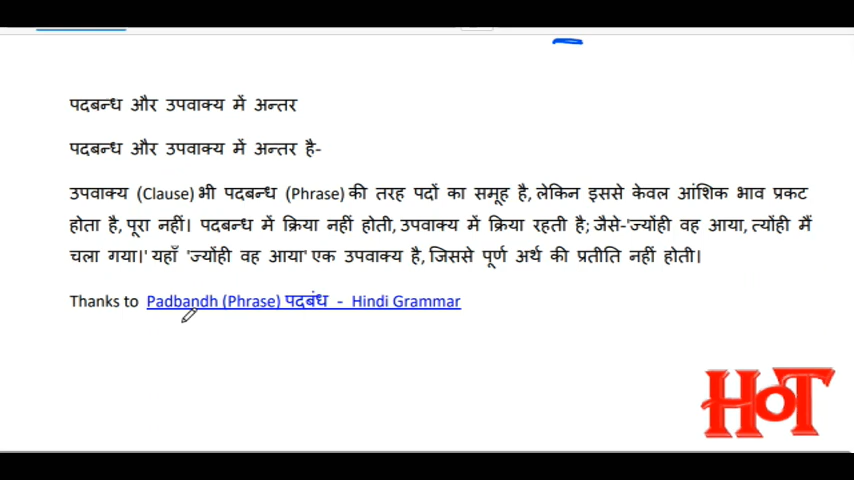 पदबन्ध और उपवाक्य में अन्तर
पदबन्ध और उपवाक्य में अन्तर है-
उपवाक्य (Clause) भी पदबन्ध (Phrase) की तरह पदों का समूह है, लेकिन इससे केवल आंशिक भाव प्रकट
होता है, पूरा नहीं। पदबन्ध में क्रिया नहीं होती, उपवाक्य में क्रिया रहती है; जैसे-'ज्योंही वह आया, त्योंही मैं
चला गया।' यहाँ 'ज्योंही वह आया' एक उपवाक्य है, जिससे पूर्ण अर्थ की प्रतीति नहीं होती।
Thanks to Padbandh (Phrase) पदबंध - Hindi Grammar
HOT